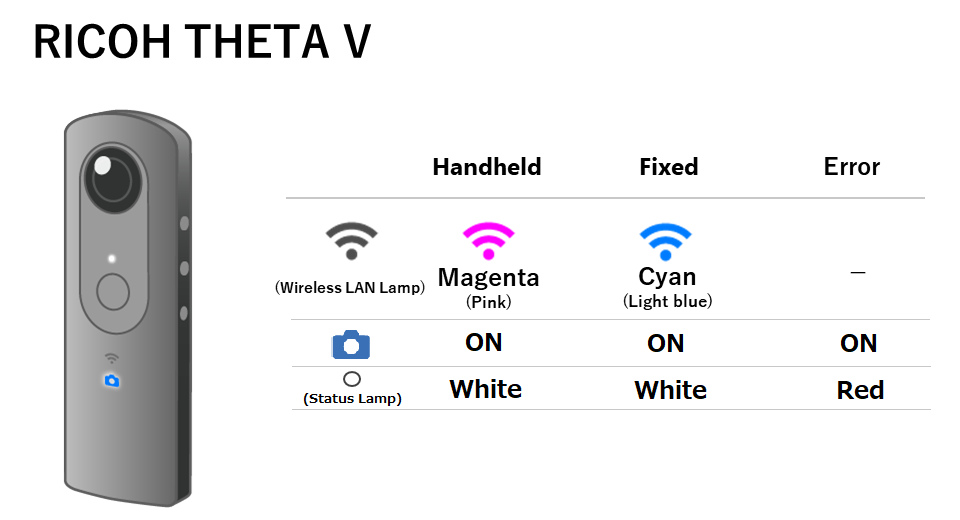 RICOH THETA V
Handheld Fixed Error
(Wireless LAN Lamp) Magenta Cyan —
(Pink) (Light blue)
ON ON ON
(Status Lamp) White White Red